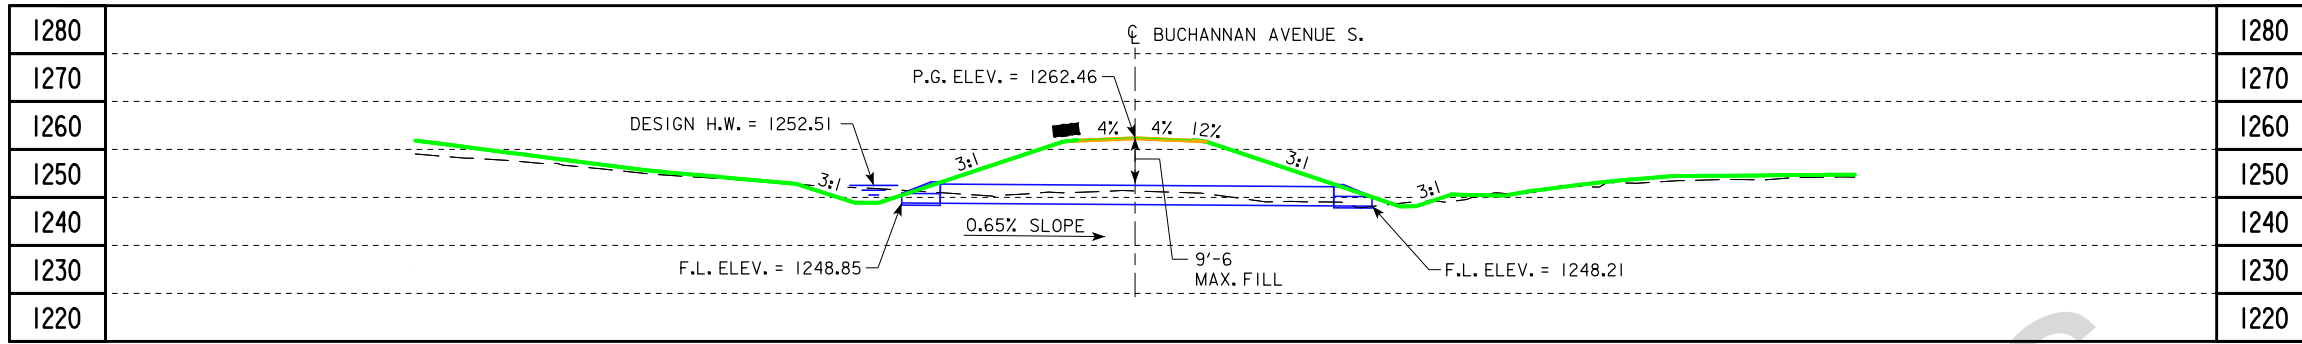 1280 ℄ BUCHANNAN AVENUE S. 1280
1270 P.G. ELEV. = 1262.46 1270
1260 DESIGN H.W. = 1252.51 4% 4% 12% 1260
3:1 3:1
1250 3:1 3:1 1250
1240 0.65% SLOPE 1240
1230 F.L. ELEV. = 1248.85 9'-6 F.L. ELEV. = 1248.21 1230
MAX. FILL
1220 1220